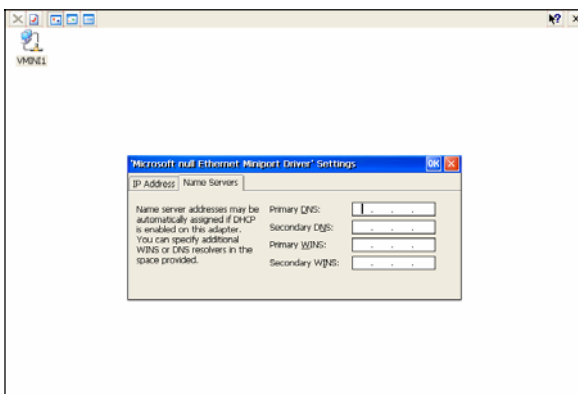 VMINI1
'Microsoft null Ethernet Miniport Driver' Settings OK
IP Address Name Servers
Name server addresses may be
automatically assigned if DHCP
is enabled on this adapter.
You can specify additional
WINS or DNS resolvers in the
space provided.
Primary DNS:
Secondary DNS:
Primary WINS:
Secondary WINS: